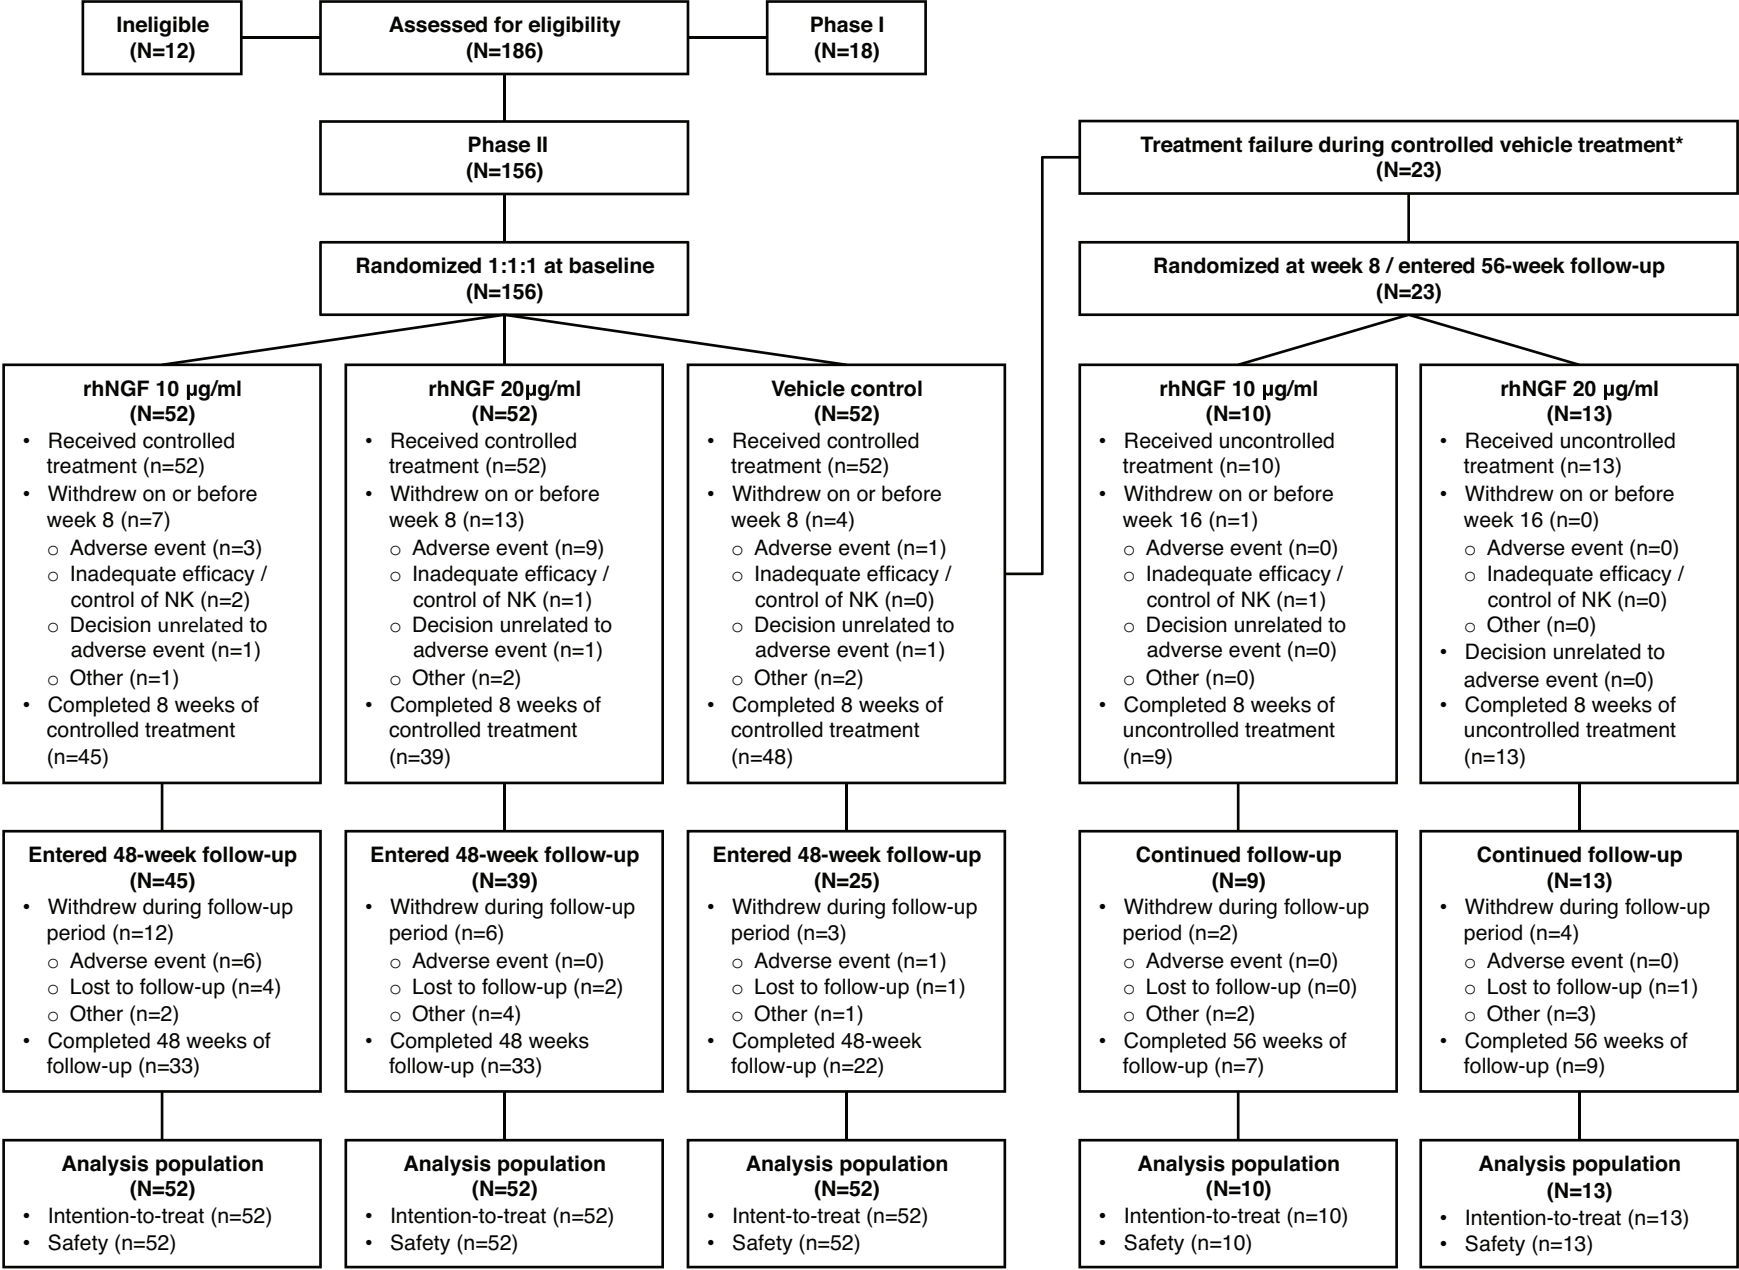 Ineligible
(N=12)
Assessed for eligibility
(N=186)
Phase I
(N=18)
Phase II
(N=156)
Randomized 1:1:1 at baseline
(N=156)
Treatment failure during controlled vehicle treatment*
(N=23)
Randomized at week 8 / entered 56-week follow-up
(N=23)
rhNGF 10 µg/ml
(N=52)
• Received controlled
treatment (n=52)
• Withdrew on or before
week 8 (n=7)
○ Adverse event (n=3)
○ Inadequate efficacy /
control of NK (n=2)
○ Decision unrelated to
adverse event (n=1)
○ Other (n=1)
• Completed 8 weeks of
controlled treatment
(n=45)
rhNGF 20µg/ml
(N=52)
• Received controlled
treatment (n=52)
• Withdrew on or before
week 8 (n=13)
○ Adverse event (n=9)
○ Inadequate efficacy /
control of NK (n=1)
○ Decision unrelated to
adverse event (n=1)
○ Other (n=2)
• Completed 8 weeks of
controlled treatment
(n=39)
Vehicle control
(N=52)
• Received controlled
treatment (n=52)
• Withdrew on or before
week 8 (n=4)
○ Adverse event (n=1)
○ Inadequate efficacy /
control of NK (n=0)
○ Decision unrelated to
adverse event (n=1)
○ Other (n=2)
• Completed 8 weeks of
controlled treatment
(n=48)
rhNGF 10 µg/ml
(N=10)
• Received uncontrolled
treatment (n=10)
• Withdrew on or before
week 16 (n=1)
○ Adverse event (n=0)
○ Inadequate efficacy /
control of NK (n=1)
○ Decision unrelated to
adverse event (n=0)
○ Other (n=0)
• Completed 8 weeks of
uncontrolled treatment
(n=9)
rhNGF 20 µg/ml
(N=13)
• Received uncontrolled
treatment (n=13)
• Withdrew on or before
week 16 (n=0)
○ Adverse event (n=0)
○ Inadequate efficacy /
control of NK (n=0)
○ Other (n=0)
• Decision unrelated to
adverse event (n=0)
• Completed 8 weeks of
uncontrolled treatment
(n=13)
Entered 48-week follow-up
(N=45)
• Withdrew during follow-up
period (n=12)
○ Adverse event (n=6)
○ Lost to follow-up (n=4)
○ Other (n=2)
• Completed 48 weeks of
follow-up (n=33)
Entered 48-week follow-up
(N=39)
• Withdrew during follow-up
period (n=6)
○ Adverse event (n=0)
○ Lost to follow-up (n=2)
○ Other (n=4)
• Completed 48 weeks
follow-up (n=33)
Entered 48-week follow-up
(N=25)
• Withdrew during follow-up
period (n=3)
○ Adverse event (n=1)
○ Lost to follow-up (n=1)
○ Other (n=1)
• Completed 48-week
follow-up (n=22)
Continued follow-up
(N=9)
• Withdrew during follow-up
period (n=2)
○ Adverse event (n=0)
○ Lost to follow-up (n=0)
○ Other (n=2)
• Completed 56 weeks of
follow-up (n=7)
Continued follow-up
(N=13)
• Withdrew during follow-up
period (n=4)
○ Adverse event (n=0)
○ Lost to follow-up (n=1)
○ Other (n=3)
• Completed 56 weeks of
follow-up (n=9)
Analysis population
(N=52)
• Intention-to-treat (n=52)
• Safety (n=52)
Analysis population
(N=52)
• Intention-to-treat (n=52)
• Safety (n=52)
Analysis population
(N=52)
• Intent-to-treat (n=52)
• Safety (n=52)
Analysis population
(N=10)
• Intention-to-treat (n=10)
• Safety (n=10)
Analysis population
(N=13)
• Intention-to-treat (n=13)
• Safety (n=13)